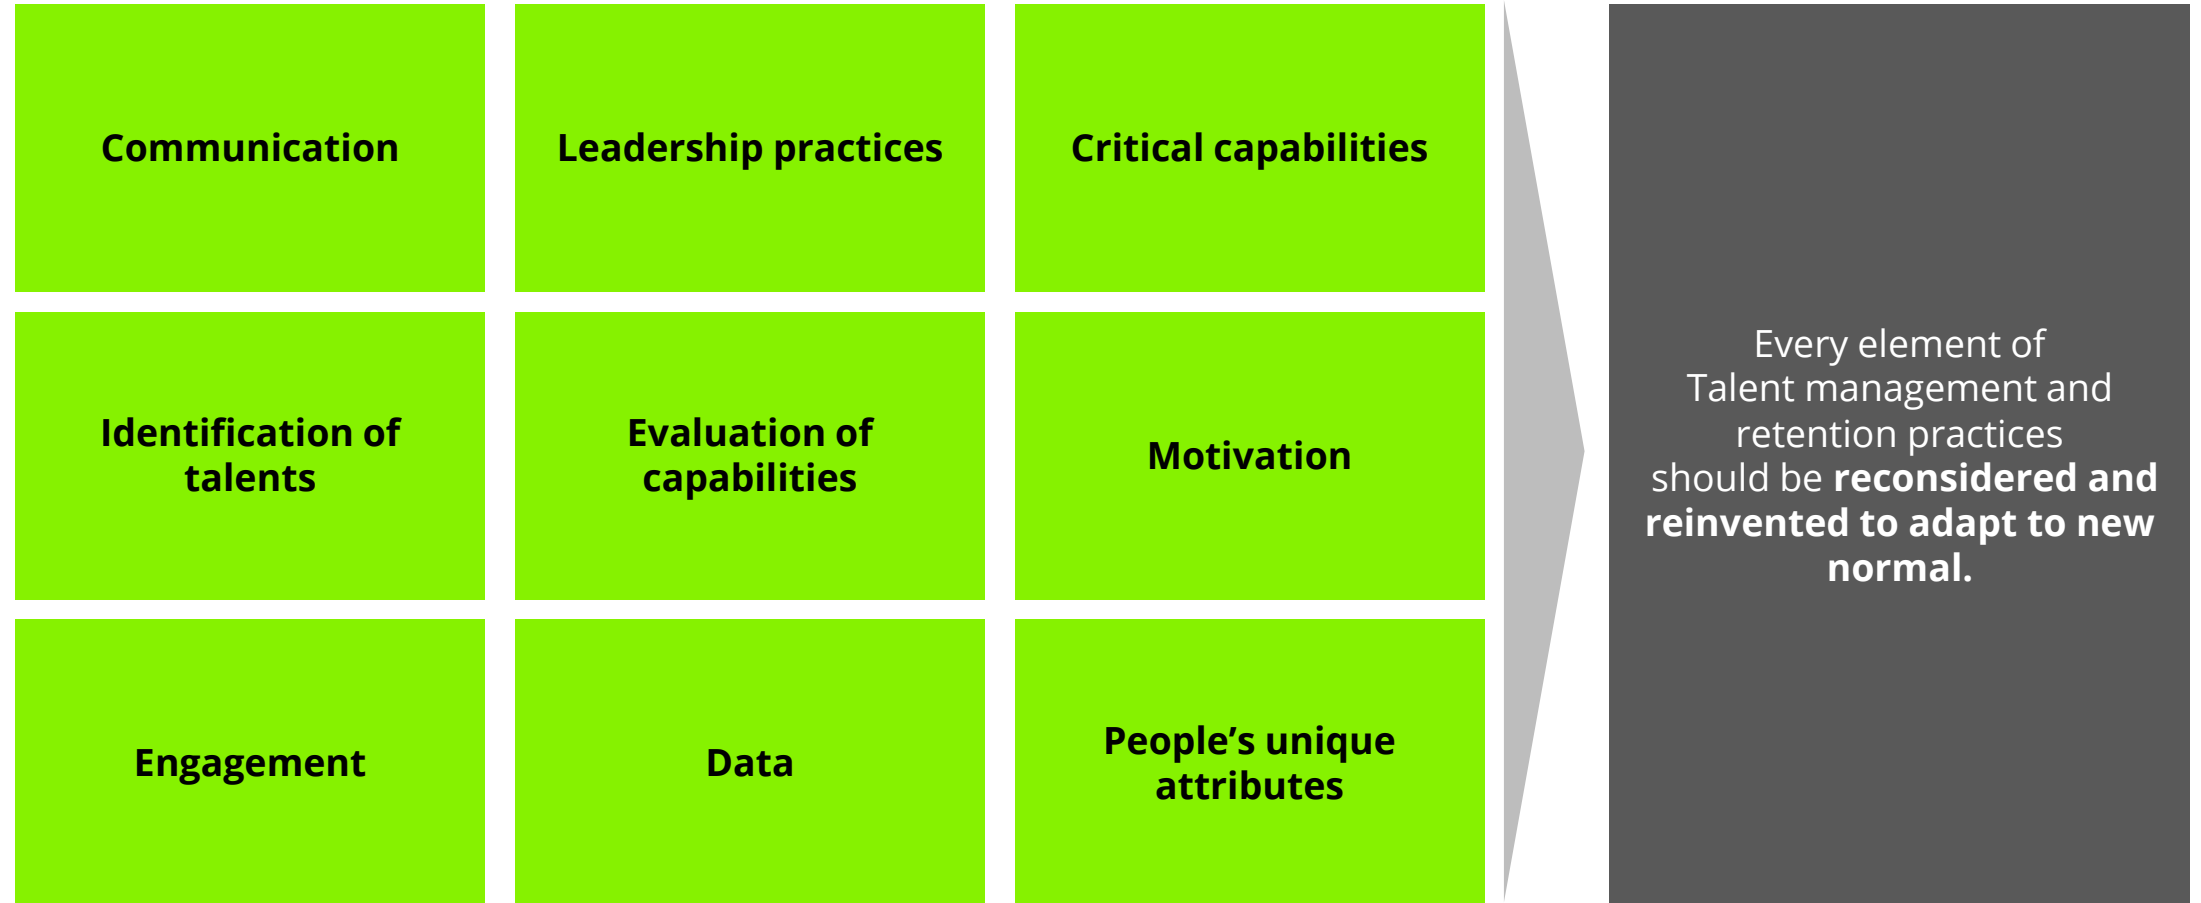 Communication
Leadership practices
Critical capabilities
Identification of
talents
Evaluation of
capabilities
Motivation
Engagement
Data
People’s unique
attributes
Every element of
Talent management and
retention practices
should be reconsidered and
reinvented to adapt to new
normal.